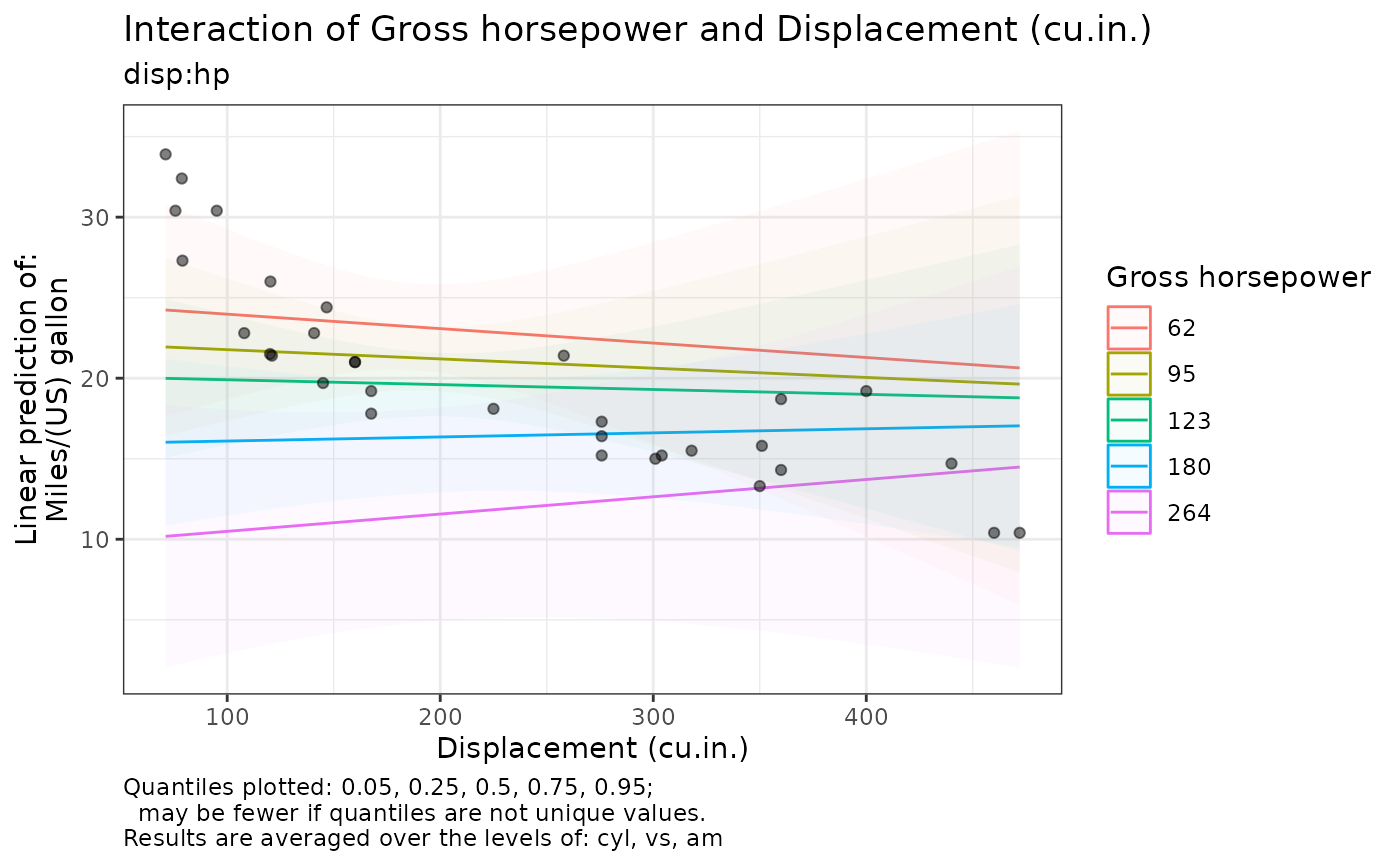 Interaction of Gross horsepower and Displacement (cu.in.)
disp:hp
Linear prediction of:
Miles/(US) gallon
30
20
10
100
200
300
400
Displacement (cu.in.)
Gross horsepower
62
95
123
180
264
Quantiles plotted: 0.05, 0.25, 0.5, 0.75, 0.95;
may be fewer if quantiles are not unique values.
Results are averaged over the levels of: cyl, vs, am